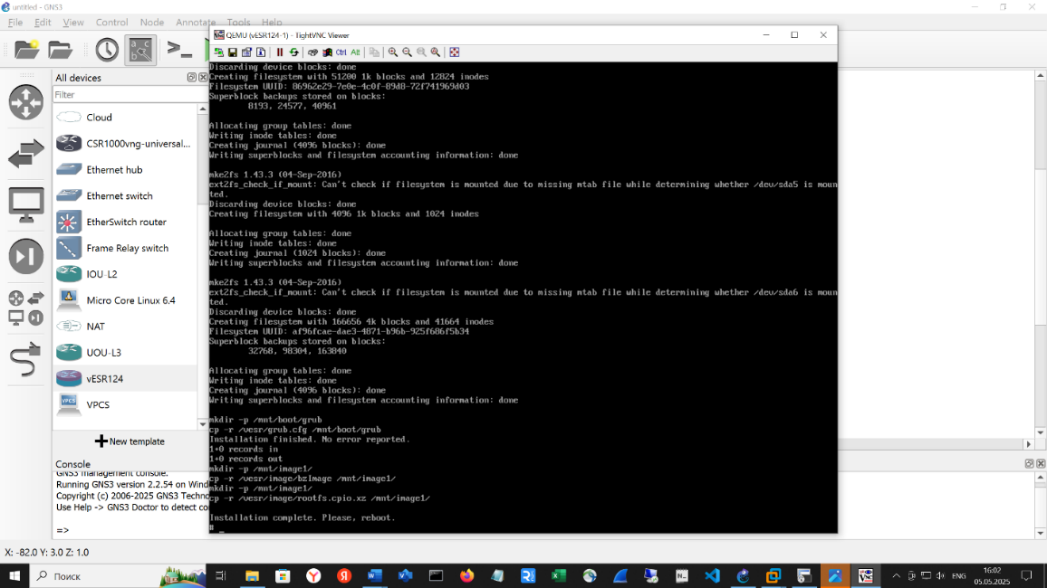 untitled - GNS3
File Edit View Control Node Annotate Tools Help
QEMU (vESR124-1) - TightVNC Viewer
Ctrl Alt
All devices
Filter
Cloud
CSR1000vng-universal...
Ethernet hub
Ethernet switch
EtherSwitch router
Frame Relay switch
IOU-L2
Micro Core Linux 6.4
NAT
UOU-L3
vESR124
VPCS
New template
Console
GNS3 management console.
Running GNS3 version 2.2.54 on Wind
Copyright (c) 2006-2025 GNS3 Techno
Use Help -> GNS3 Doctor to detect co
=>
Discarding device blocks: done
Creating filesystem with 51200 1k blocks and 12824 inodes
Filesystem UUID: 86962e29-7e0e-4c0f-89d8-72f741969d03
Superblock backups stored on blocks:
8193, 24577, 40961
Allocating group tables: done
Writing inode tables: done
Creating journal (4096 blocks): done
Writing superblocks and filesystem accounting information: done
mke2fs 1.43.3 (04-Sep-2016)
ext2fs_check_if_mount: Can't check if filesystem is mounted due to missing mtab file while determining whether /dev/sda5 is moun
ted.
Discarding device blocks: done
Creating filesystem with 4096 1k blocks and 1024 inodes
Allocating group tables: done
Writing inode tables: done
Creating journal (1024 blocks): done
Writing superblocks and filesystem accounting information: done
mke2fs 1.43.3 (04-Sep-2016)
ext2fs_check_if_mount: Can't check if filesystem is mounted due to missing mtab file while determining whether /dev/sda6 is moun
ted.
Discarding device blocks: done
Creating filesystem with 166656 4k blocks and 41664 inodes
Filesystem UUID: af96fcae-dae3-4871-b96b-925f686f5b34
Superblock backups stored on blocks:
32768, 98304, 163840
Allocating group tables: done
Writing inode tables: done
Creating journal (4096 blocks): done
Writing superblocks and filesystem accounting information: done
mkdir -p /mnt/boot/grub
cp -r /vesr/grub.cfg /mnt/boot/grub
Installation finished. No error reported.
1+0 records in
1+0 records out
mkdir -p /mnt/image1/
cp -r /vesr/image/bzImage /mnt/image1/
mkdir -p /mnt/image1/
cp -r /vesr/image/rootfs.cpio.xz /mnt/image1/
Installation complete. Please, reboot.
# _
X: -82.0 Y: 3.0 Z: 1.0
Поиск
ENG
16:02
05.05.2025